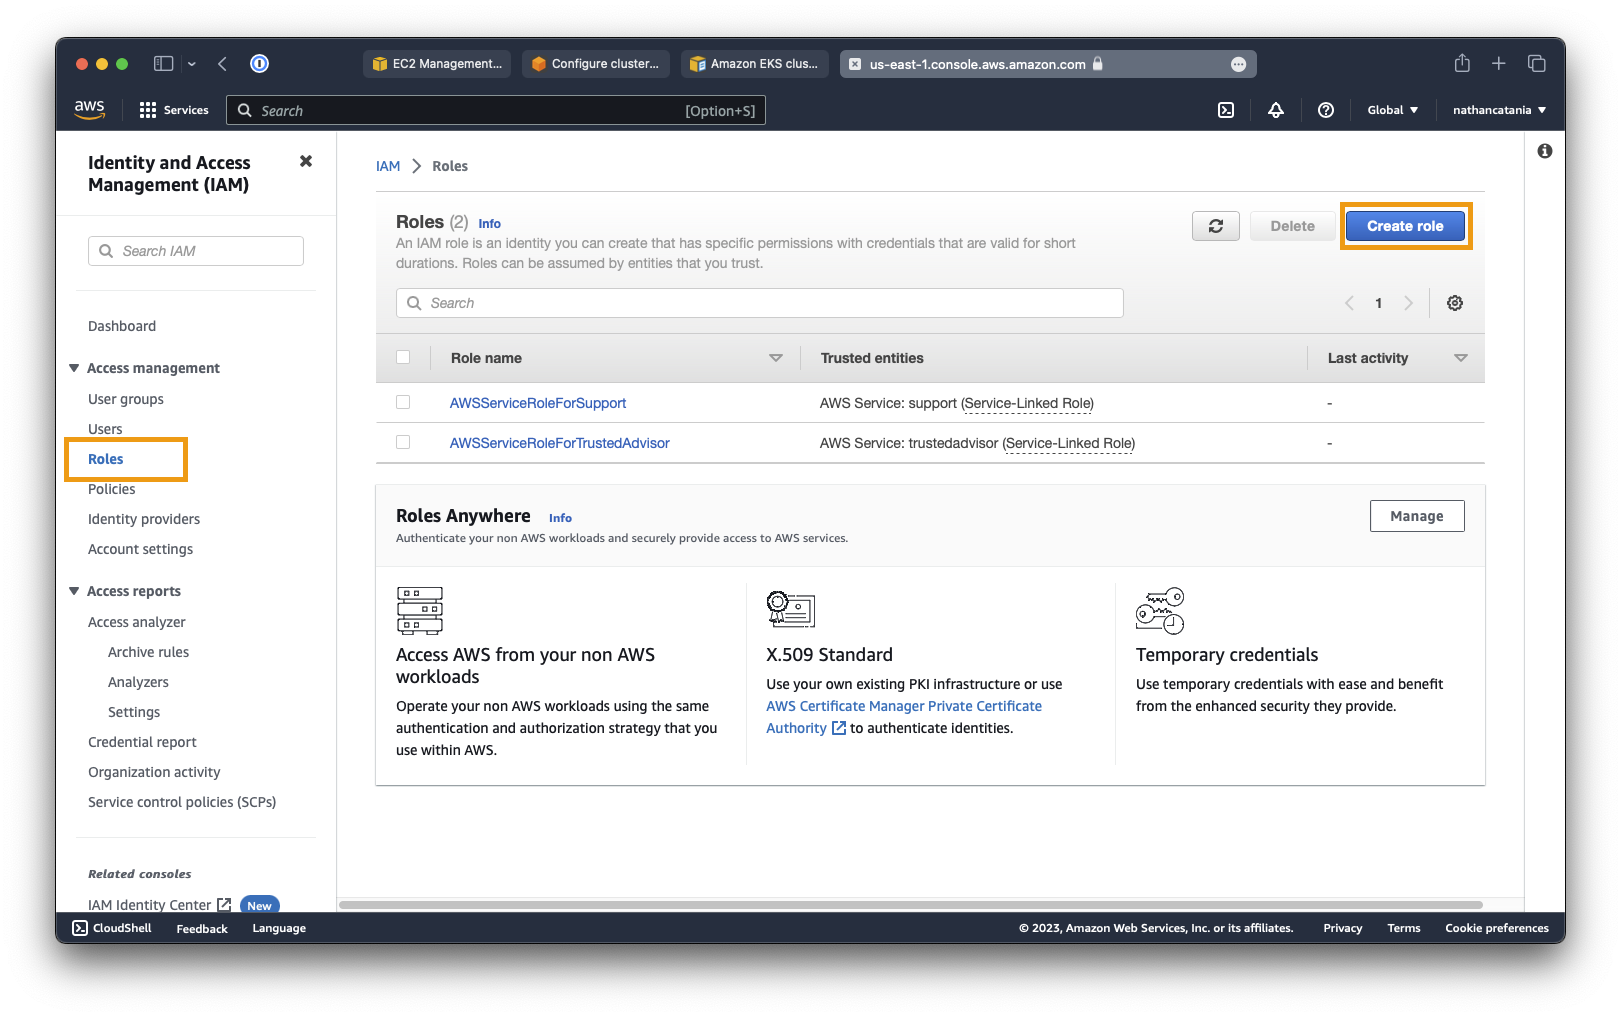 EC2 Management...
Configure cluster...
Amazon EKS clus...
us-east-1.console.aws.amazon.com
aws
Services
Search
[Option+S]
Global
nathancatania
Identity and Access
Management (IAM)
Search IAM
Dashboard
Access management
User groups
Users
Roles
Policies
Identity providers
Account settings
Access reports
Access analyzer
Archive rules
Analyzers
Settings
Credential report
Organization activity
Service control policies (SCPs)
Related consoles
IAM Identity Center
New
IAM
Roles
Roles (2) Info
An IAM role is an identity you can create that has specific permissions with credentials that are valid for short
durations. Roles can be assumed by entities that you trust.
Delete
Create role
Search
1
Role name
Trusted entities
Last activity
AWSServiceRoleForSupport
AWS Service: support (Service-Linked Role)
-
AWSServiceRoleForTrustedAdvisor
AWS Service: trustedadvisor (Service-Linked Role)
-
Roles Anywhere Info
Authenticate your non AWS workloads and securely provide access to AWS services.
Manage
Access AWS from your non AWS
workloads
Operate your non AWS workloads using the same
authentication and authorization strategy that you
use within AWS.
X.509 Standard
Use your own existing PKI infrastructure or use
AWS Certificate Manager Private Certificate
Authority to authenticate identities.
Temporary credentials
Use temporary credentials with ease and benefit
from the enhanced security they provide.
CloudShell
Feedback
Language
© 2023, Amazon Web Services, Inc. or its affiliates.
Privacy
Terms
Cookie preferences